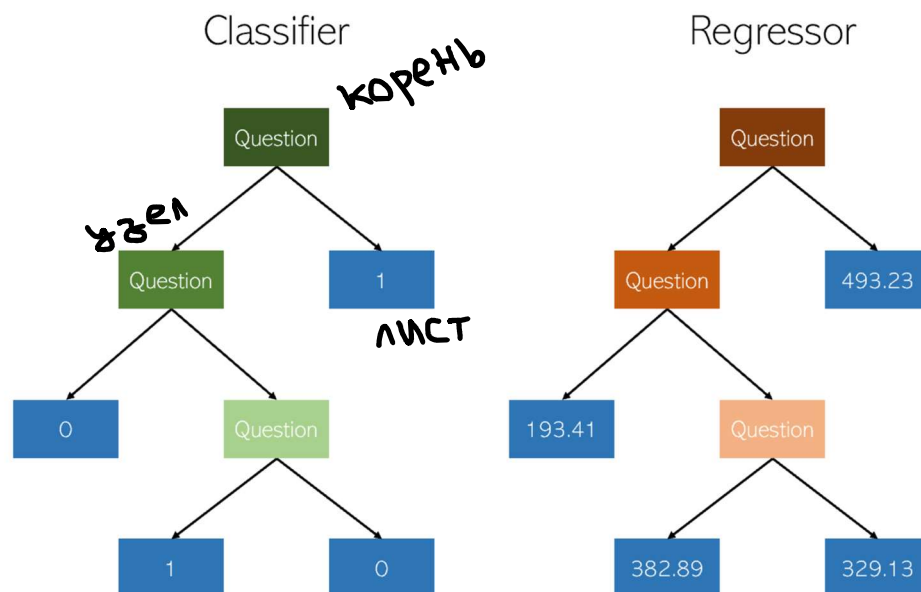 Classifier
Regressor
корень
Question
Question
узел
Question
1
Question
493.23
лист
0
Question
193.41
Question
1
0
382.89
329.13